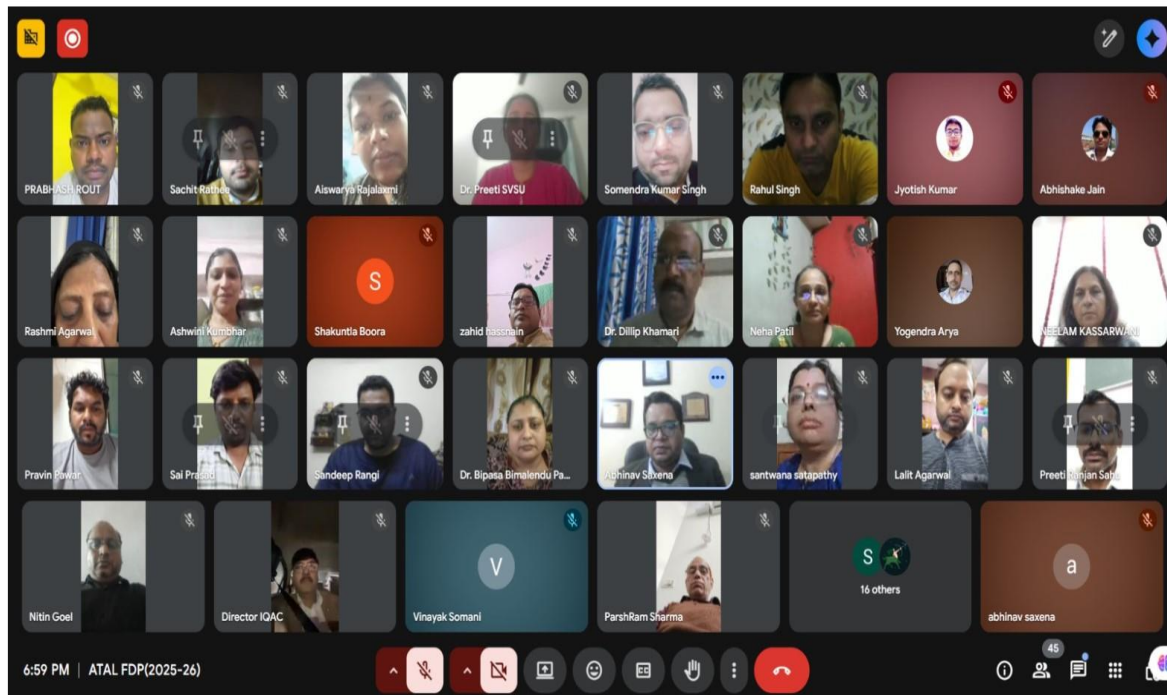 PRABHASH ROUT
Sachit Rathee
Aiswarya Rajalaxmi
Dr. Preeti SVSU
Somendra Kumar Singh
Rahul Singh
Jyotish Kumar
Abhishake Jain
Rashmi Agarwal
Ashwini Kumbhar
S
Shakuntla Boora
zahid hassnain
Dr. Dillip Khamari
Neha Patil
Yogendra Arya
NEELAM KASSARWANI
Pravin Pawar
Sai Prasad
Sandeep Rangi
Dr. Bipasa Bimalendu Pa...
Abhinav Saxena
santwana satapathy
Lalit Agarwal
Preeti Ranjan Sahu
Nitin Goel
Director IQAC
V
Vinayak Somani
ParshRam Sharma
S
16 others
a
abhinav saxena
6:59 PM | ATAL FDP(2025-26)
45